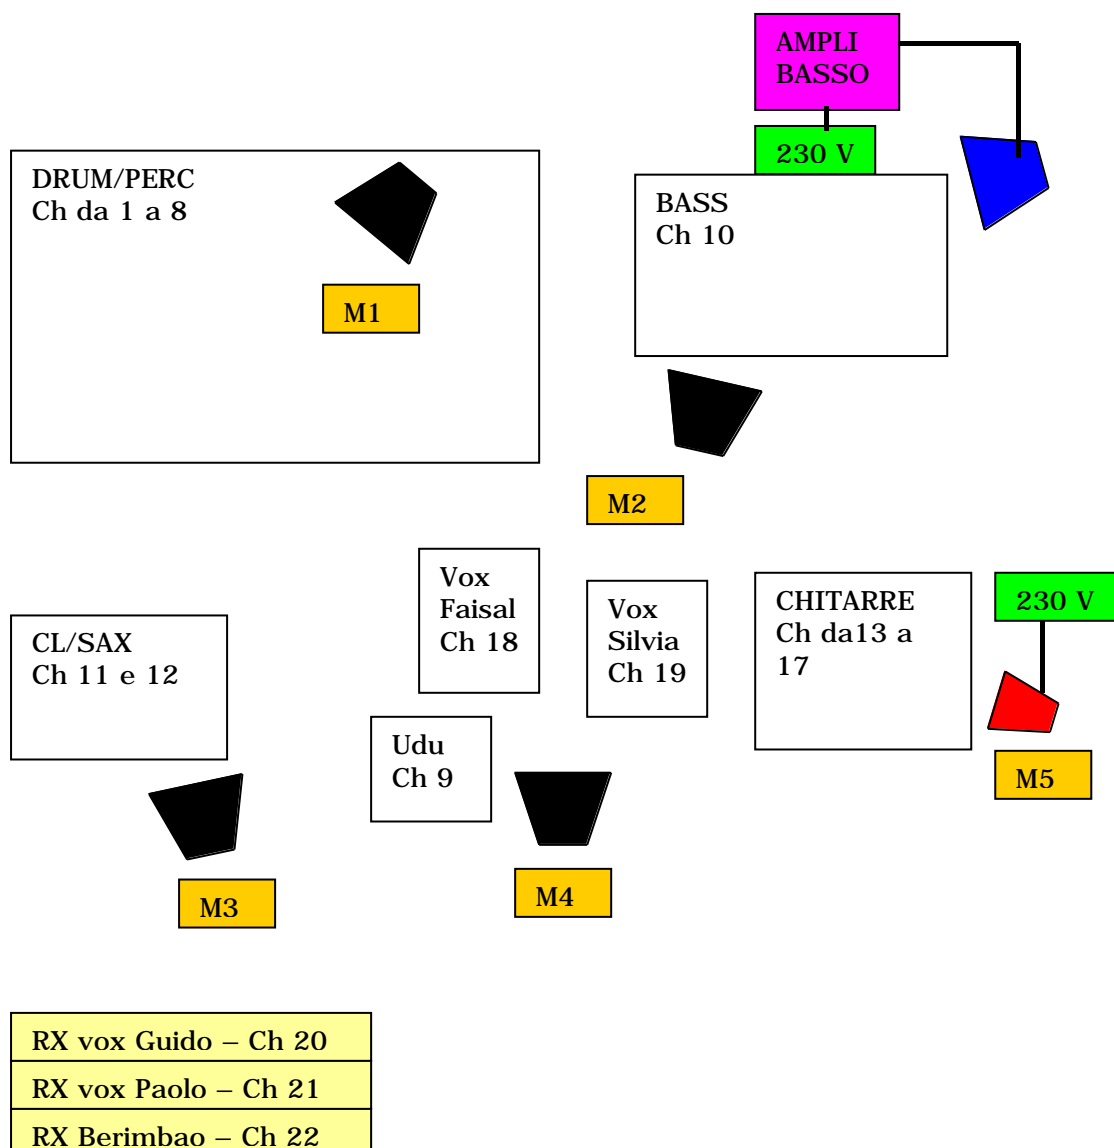 AMPLI
BASSO
230 V
DRUM/PERC
Ch da 1 a 8
M1
BASS
Ch 10
M2
Vox
Faisal
Ch 18
Vox
Silvia
Ch 19
CHITARRE
Ch da13 a
17
230 V
CL/SAX
Ch 11 e 12
Udu
Ch 9
M5
M3
M4
RX vox Guido – Ch 20
RX vox Paolo – Ch 21
RX Berimbao – Ch 22